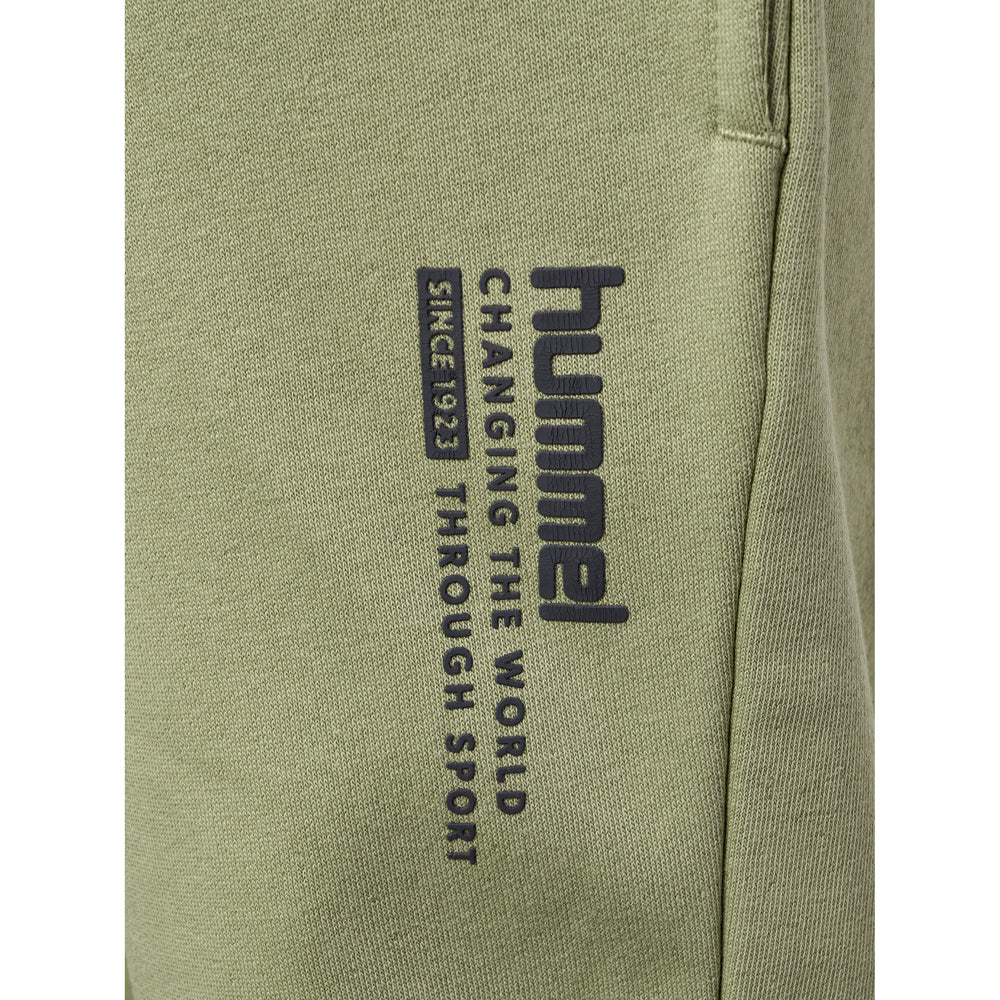 hummel
CHANGING THE WORLD
SINCE 1923 THROUGH SPORT